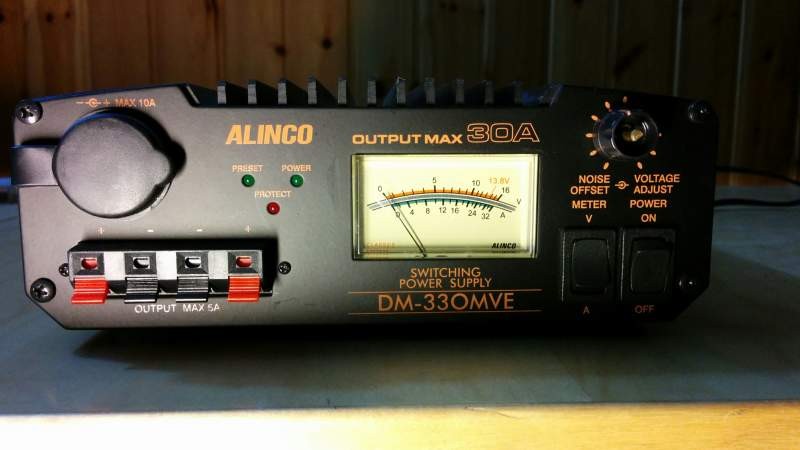 - + MAX 10A
ALINCO
PRESET POWER
PROTECT
+ - - +
OUTPUT MAX 5A
OUTPUT MAX 30A
0 5 10 13.8V 16 V
0 4 8 12 16 24 32 A
ALINCO
SWITCHING
POWER SUPPLY
DM-330MVE
NOISE OFFSET
VOLTAGE ADJUST
METER
V
A
POWER
ON
OFF